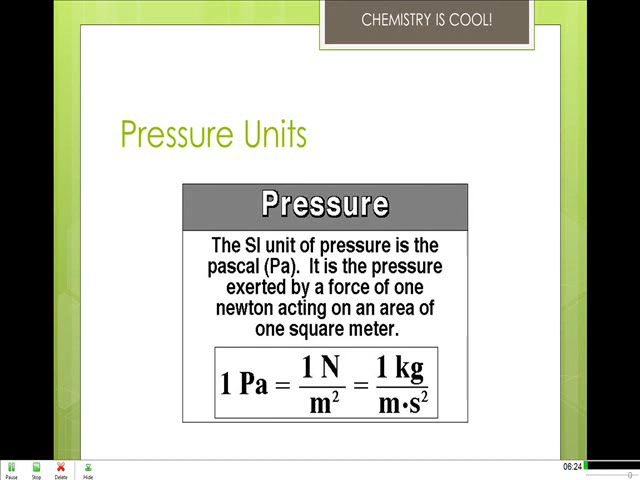 CHEMISTRY IS COOL!
Pressure Units
Pressure
The SI unit of pressure is the
pascal (Pa). It is the pressure
exerted by a force of one
newton acting on an area of
one square meter.
1 Pa = 1 N / m² = 1 kg / m·s²
Pause Stop Delete Hide 06:24 0